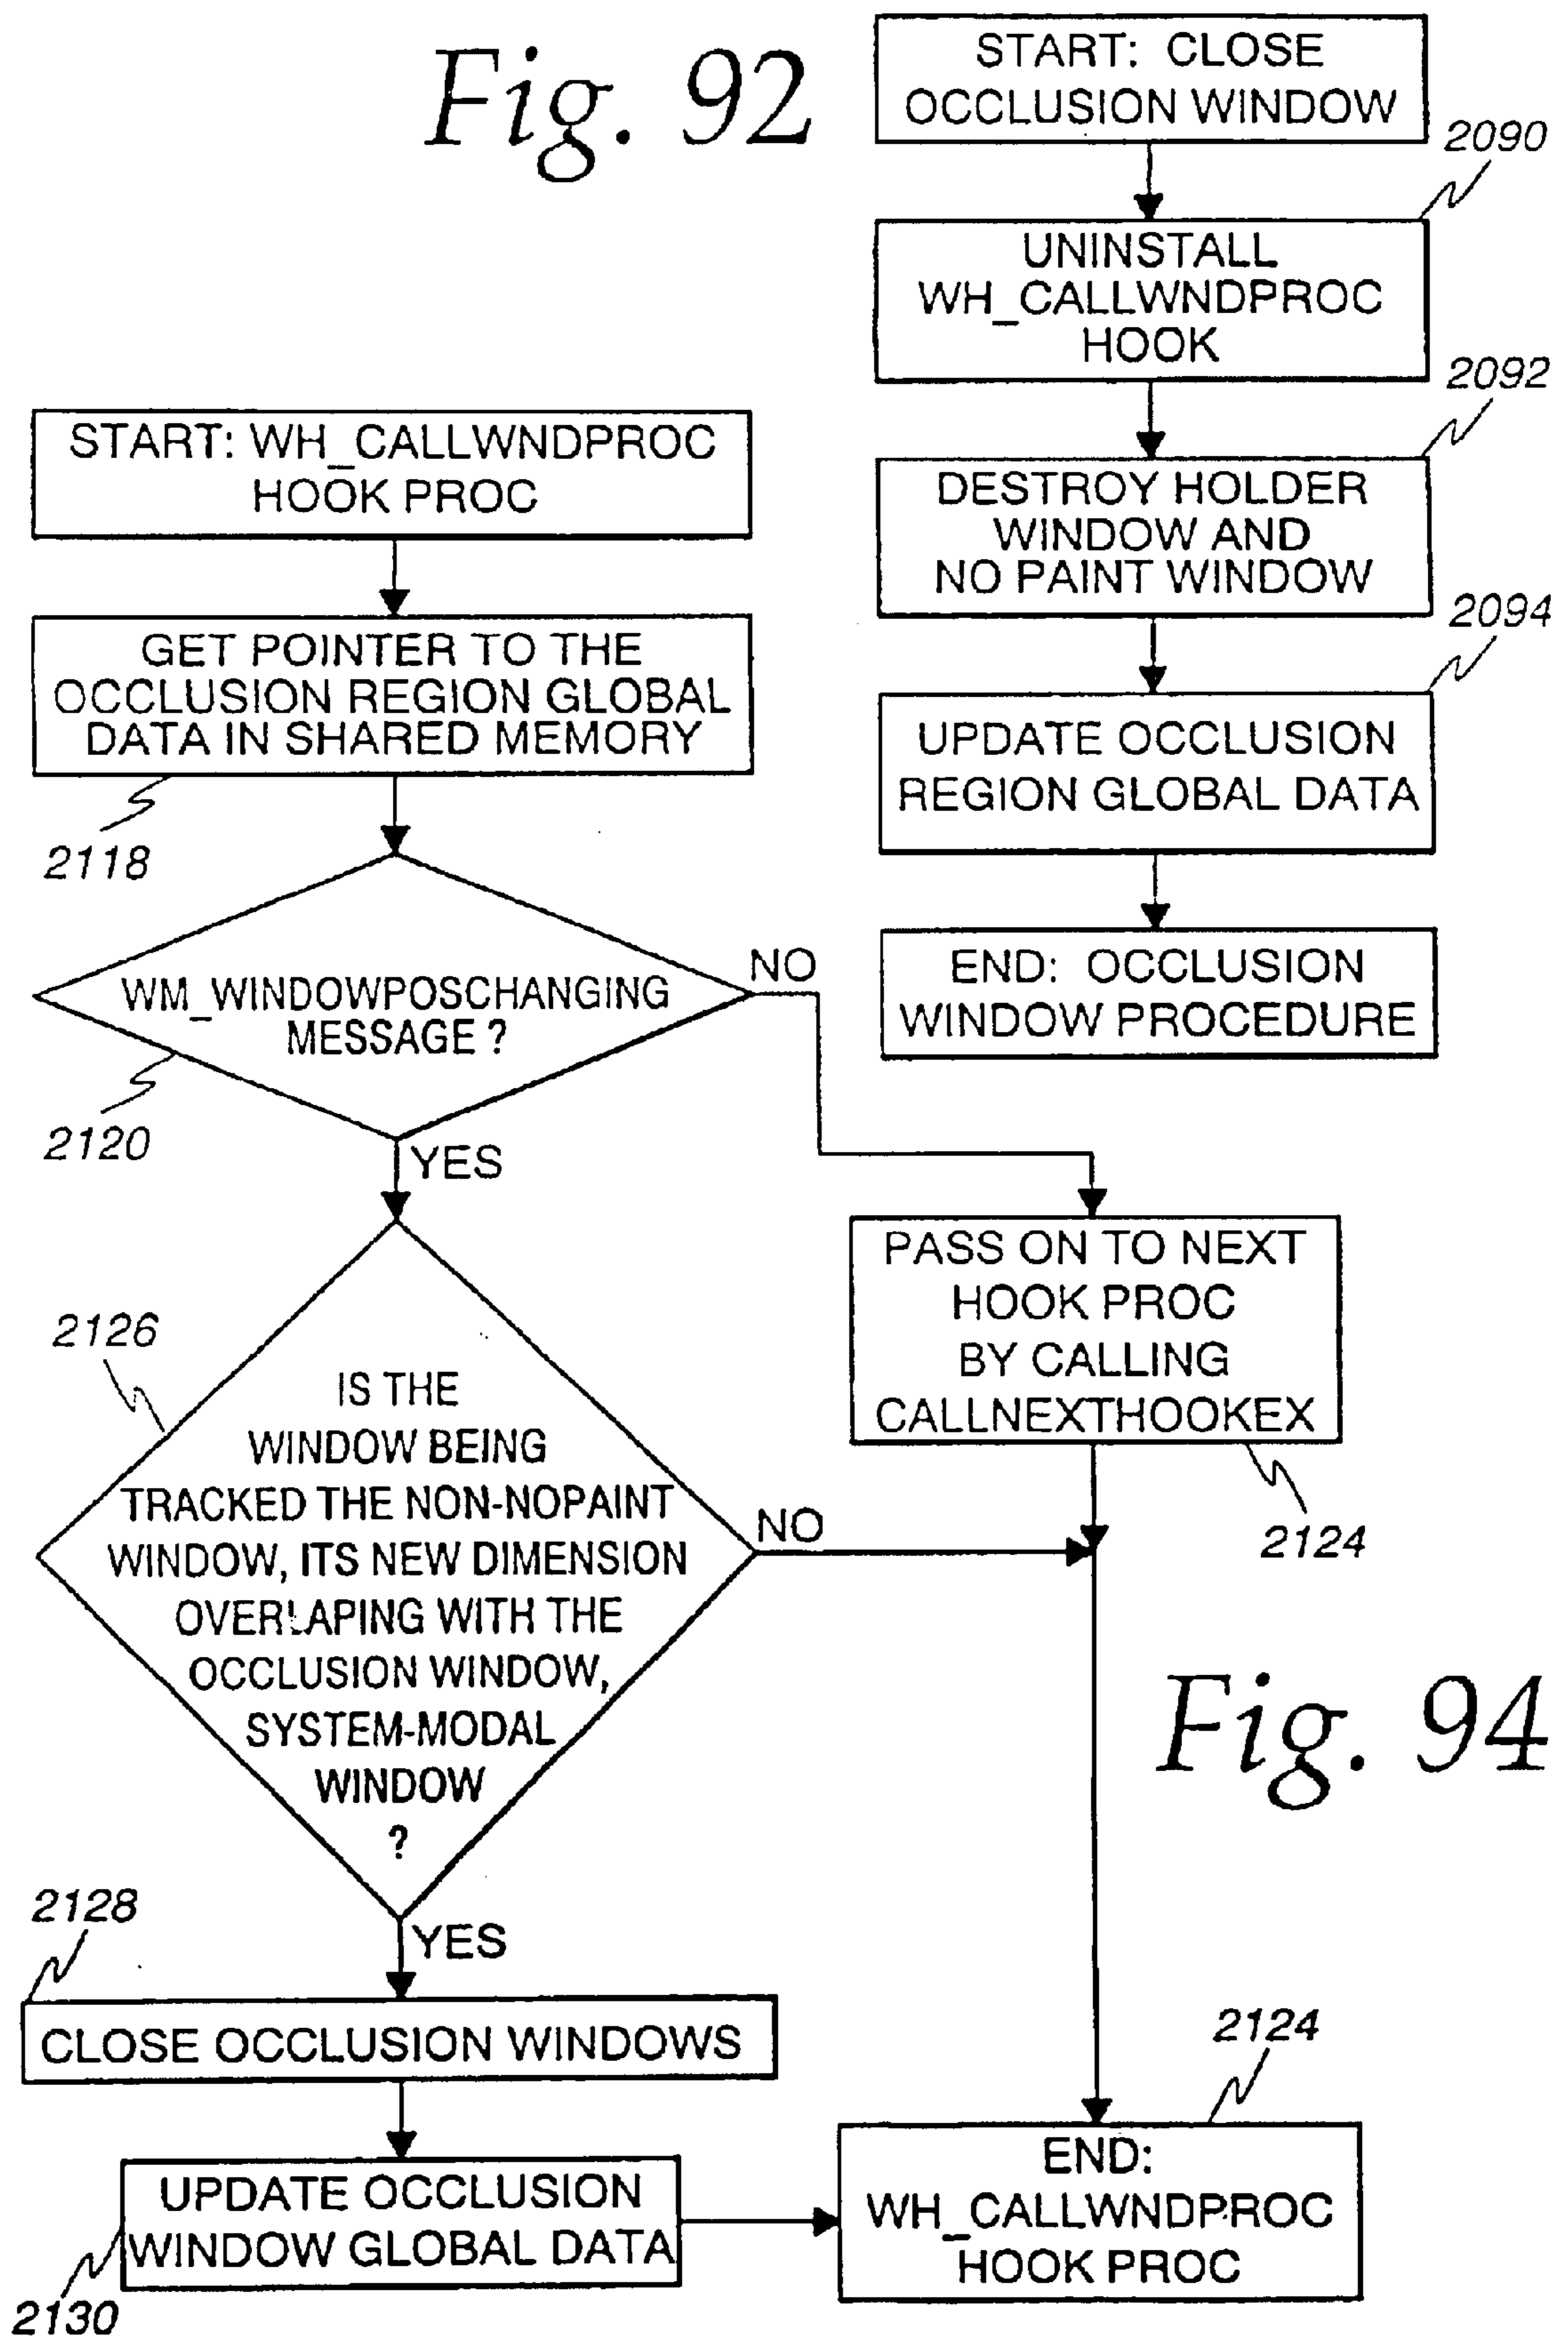 Fig. 92
START: CLOSE
OCCLUSION WINDOW
2090
UNINSTALL
WH_CALLWNDPROC
HOOK
2092
DESTROY HOLDER
WINDOW AND
NO PAINT WINDOW
2094
UPDATE OCCLUSION
REGION GLOBAL DATA
END: OCCLUSION
WINDOW PROCEDURE
START: WH_CALLWNDPROC
HOOK PROC
GET POINTER TO THE
OCCLUSION REGION GLOBAL
DATA IN SHARED MEMORY
2118
WM_WINDOWPOSCHANGING
MESSAGE ?
NO
2120
YES
PASS ON TO NEXT
HOOK PROC
BY CALLING
CALLNEXTHOOKEX
2124
2126
IS THE
WINDOW BEING
TRACKED THE NON-NOPAINT
WINDOW, ITS NEW DIMENSION
OVERLAPING WITH THE
OCCLUSION WINDOW,
SYSTEM-MODAL
WINDOW
?
NO
YES
Fig. 94
2128
CLOSE OCCLUSION WINDOWS
UPDATE OCCLUSION
WINDOW GLOBAL DATA
2130
2124
END:
WH_CALLWNDPROC
HOOK PROC